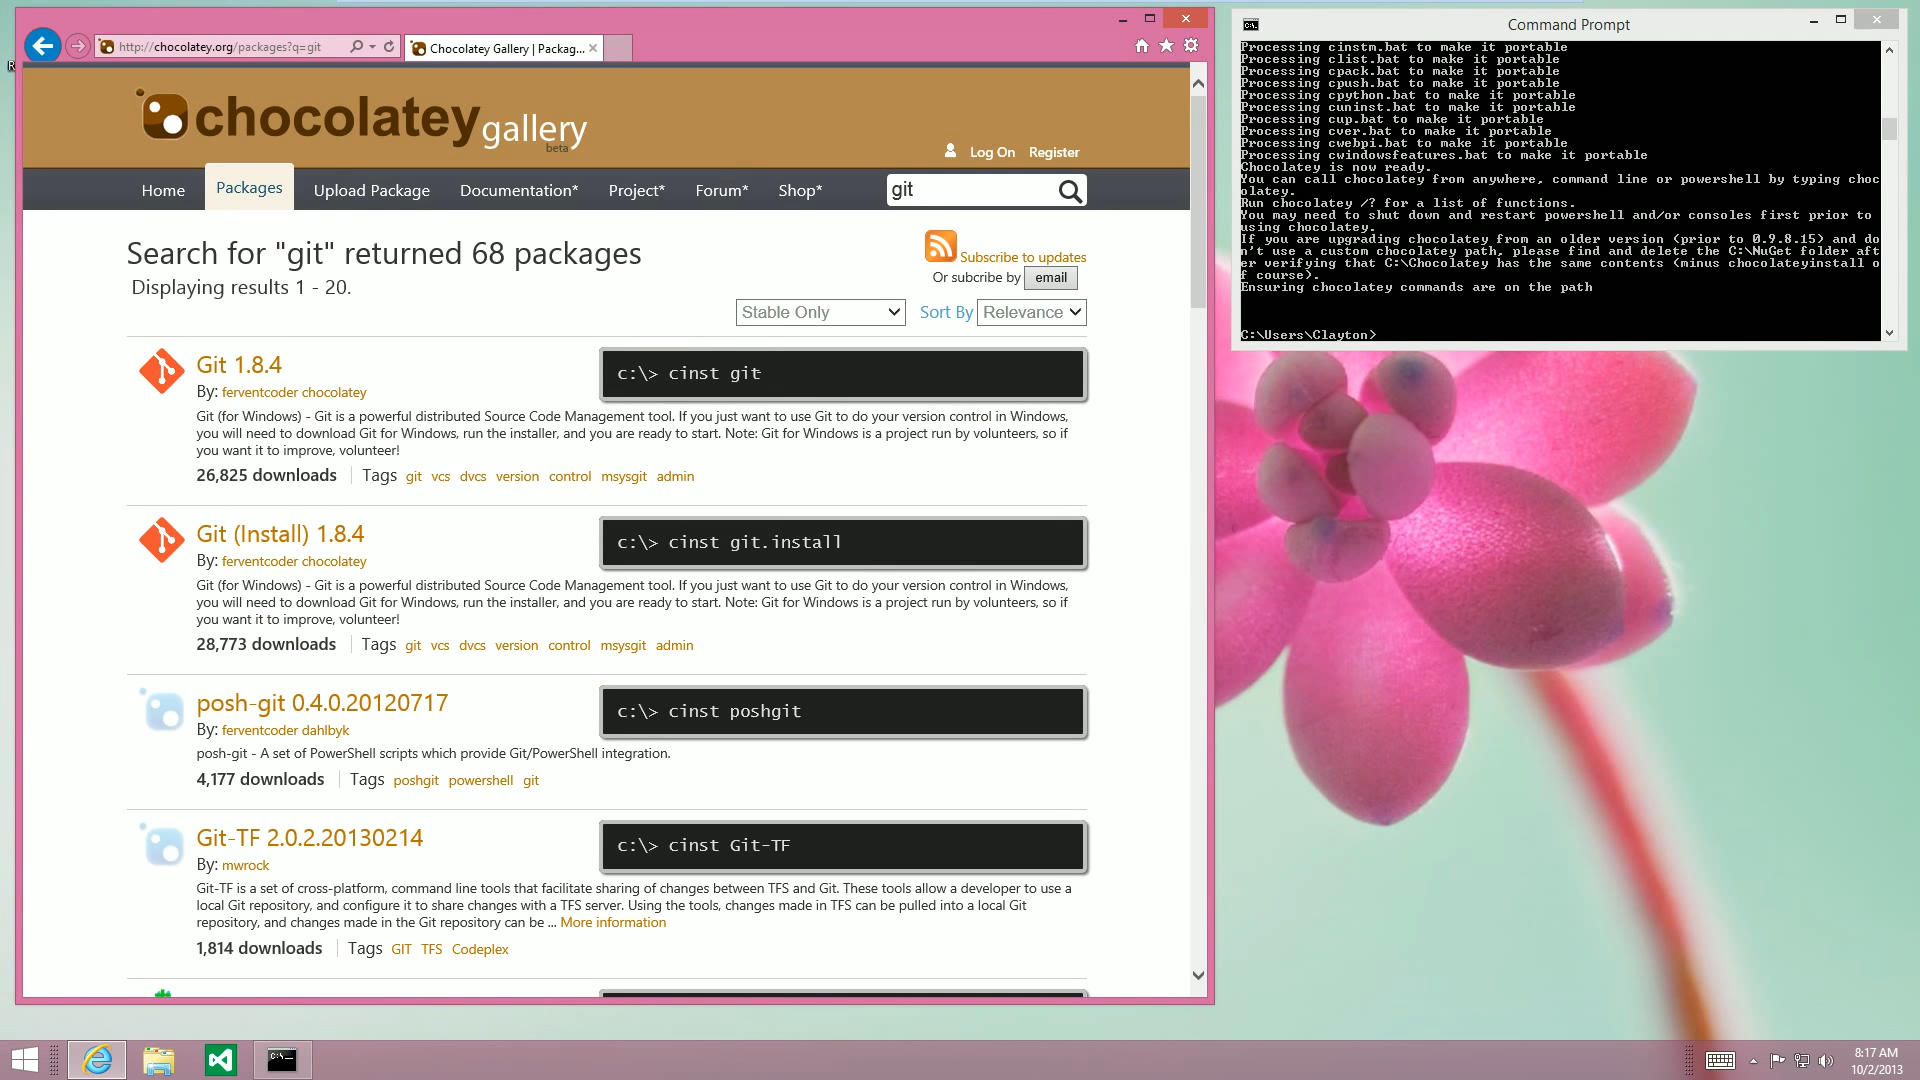 http://chocolatey.org/packages?q=git
Chocolatey Gallery | Packag...
chocolatey gallery
beta
Log On Register
Home Packages Upload Package Documentation* Project* Forum* Shop* git
Search for "git" returned 68 packages
Displaying results 1 - 20.
Subscribe to updates
Or subcribe by email
Stable Only Sort By Relevance
Git 1.8.4
c:\> cinst git
By: ferventcoder chocolatey
Git (for Windows) - Git is a powerful distributed Source Code Management tool. If you just want to use Git to do your version control in Windows,
you will need to download Git for Windows, run the installer, and you are ready to start. Note: Git for Windows is a project run by volunteers, so if
you want it to improve, volunteer!
26,825 downloads Tags git vcs dvcs version control msysgit admin
Git (Install) 1.8.4
c:\> cinst git.install
By: ferventcoder chocolatey
Git (for Windows) - Git is a powerful distributed Source Code Management tool. If you just want to use Git to do your version control in Windows,
you will need to download Git for Windows, run the installer, and you are ready to start. Note: Git for Windows is a project run by volunteers, so if
you want it to improve, volunteer!
28,773 downloads Tags git vcs dvcs version control msysgit admin
posh-git 0.4.0.20120717
c:\> cinst poshgit
By: ferventcoder dahlbyk
posh-git - A set of PowerShell scripts which provide Git/PowerShell integration.
4,177 downloads Tags poshgit powershell git
Git-TF 2.0.2.20130214
c:\> cinst Git-TF
By: mwrock
Git-TF is a set of cross-platform, command line tools that facilitate sharing of changes between TFS and Git. These tools allow a developer to use a
local Git repository, and configure it to share changes with a TFS server. Using the tools, changes made in TFS can be pulled into a local Git
repository, and changes made in the Git repository can be ... More information
1,814 downloads Tags GIT TFS Codeplex
Command Prompt
Processing cinstm.bat to make it portable
Processing clist.bat to make it portable
Processing cpack.bat to make it portable
Processing cpush.bat to make it portable
Processing cpython.bat to make it portable
Processing cuninst.bat to make it portable
Processing cup.bat to make it portable
Processing cver.bat to make it portable
Processing cwebpi.bat to make it portable
Processing cwindowsfeatures.bat to make it portable
Chocolatey is now ready.
You can call chocolatey from anywhere, command line or powershell by typing choc
olatey.
Run chocolatey /? for a list of functions.
You may need to shut down and restart powershell and/or consoles first prior to
using chocolatey.
If you are upgrading chocolatey from an older version (prior to 0.9.8.15) and do
n't use a custom chocolatey path, please find and delete the C:\NuGet folder aft
er verifying that C:\Chocolatey has the same contents (minus chocolateyinstall o
f course).
Ensuring chocolatey commands are on the path
C:\Users\Clayton>
8:17 AM
10/2/2013